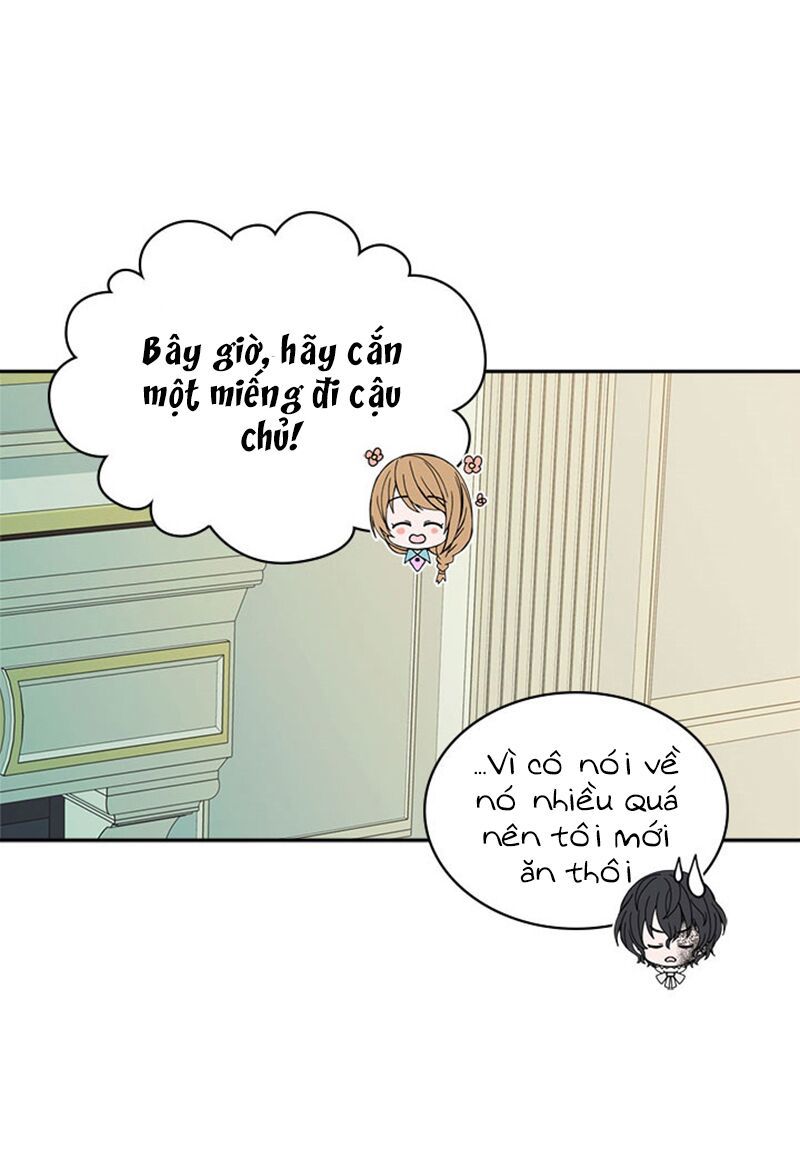 Bây giờ, hãy cắn
một miếng đi cậu
chủ!
...Vì cô nói về
nó nhiều quá
nên tôi mới
ăn thôi